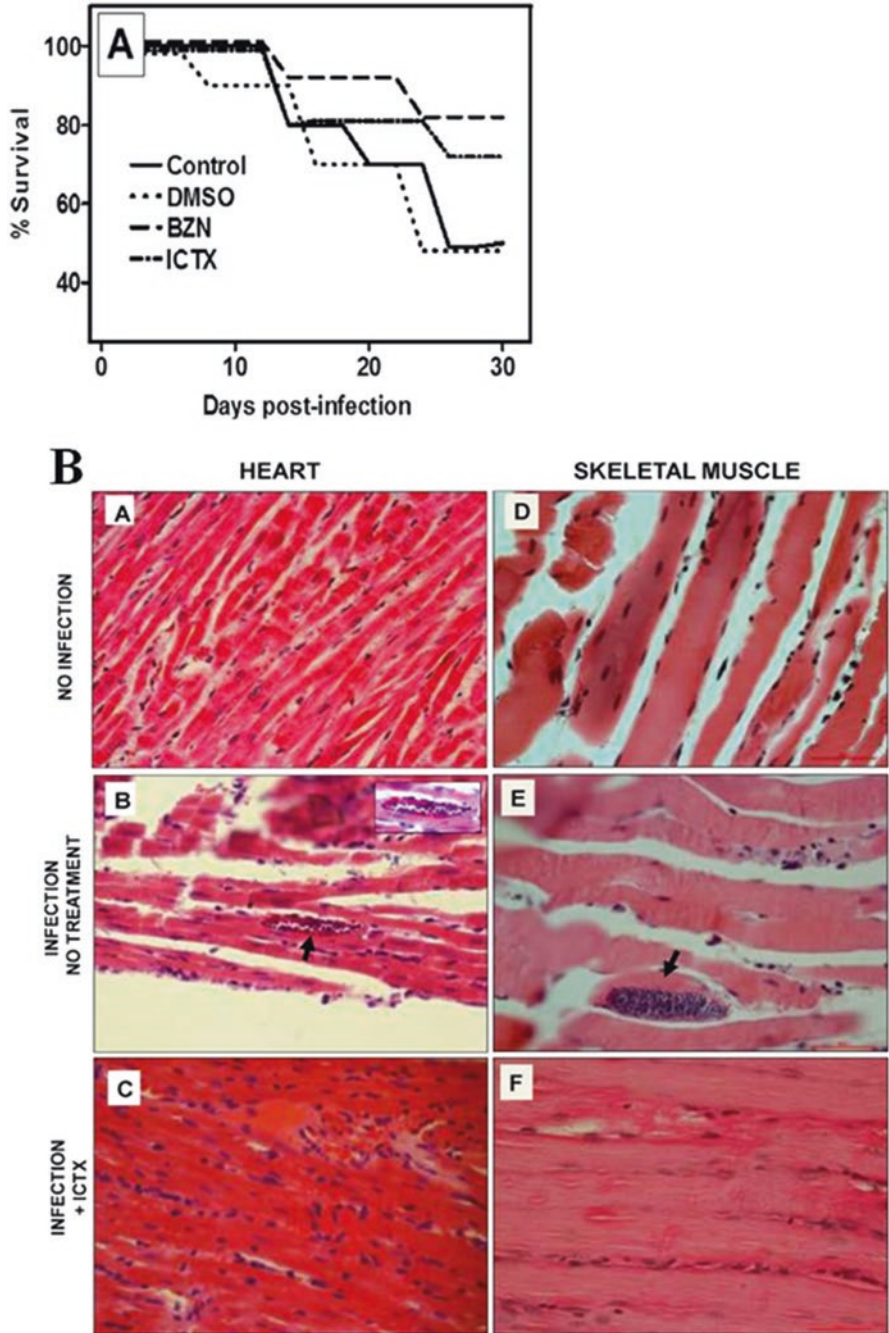 A
100
80
60
40
% Survival
Control
DMSO
BZN
ICTX
0
10
20
30
Days post-infection
B
HEART
SKELETAL MUSCLE
NO INFECTION
A
D
INFECTION
NO TREATMENT
B
E
INFECTION
+ ICTX
C
F